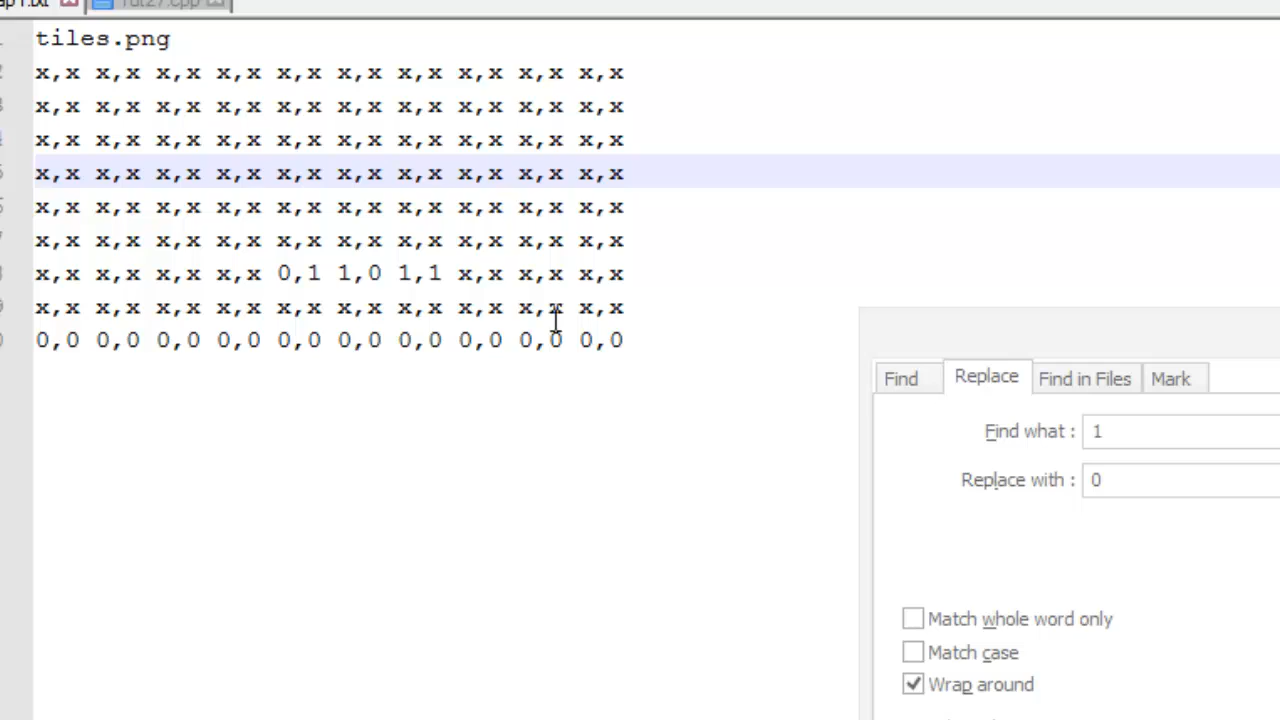 Tut27.cpp
tiles.png
x,x x,x x,x x,x x,x x,x x,x x,x x,x x,x
x,x x,x x,x x,x x,x x,x x,x x,x x,x x,x
x,x x,x x,x x,x x,x x,x x,x x,x x,x x,x
x,x x,x x,x x,x x,x x,x x,x x,x x,x x,x
x,x x,x x,x x,x x,x x,x x,x x,x x,x x,x
x,x x,x x,x x,x x,x x,x x,x x,x x,x x,x
x,x x,x x,x x,x 0,1 1,0 1,1 x,x x,x x,x
x,x x,x x,x x,x x,x x,x x,x x,x x,x x,x
0,0 0,0 0,0 0,0 0,0 0,0 0,0 0,0 0,0 0,0
Find Replace Find in Files Mark
Find what : 1
Replace with : 0
Match whole word only
Match case
Wrap around